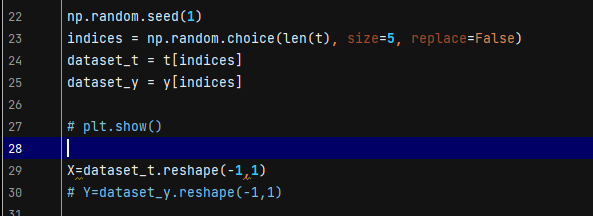 22 np.random.seed(1)
23 indices = np.random.choice(len(t), size=5, replace=False)
24 dataset_t = t[indices]
25 dataset_y = y[indices]
26
27 # plt.show()
28
29 X=dataset_t.reshape(-1,1)
30 # Y=dataset_y.reshape(-1,1)
31